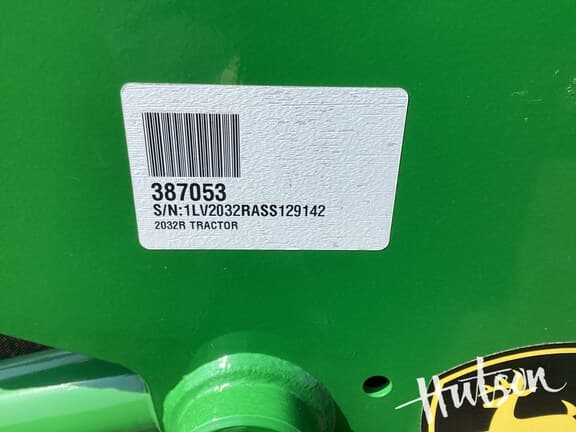 387053
S/N:1LV2032RASS129142
2032R TRACTOR
Hutson